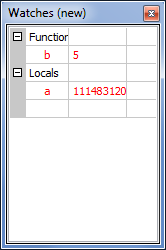 Watches (new)
Function
b 5
Locals
a 111483120